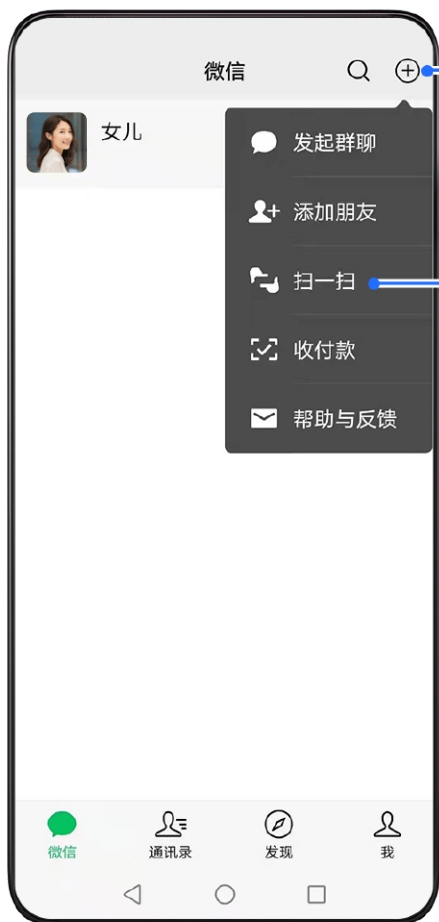 微信
女儿
发起群聊
添加朋友
扫一扫
收付款
帮助与反馈
微信
通讯录
发现
我